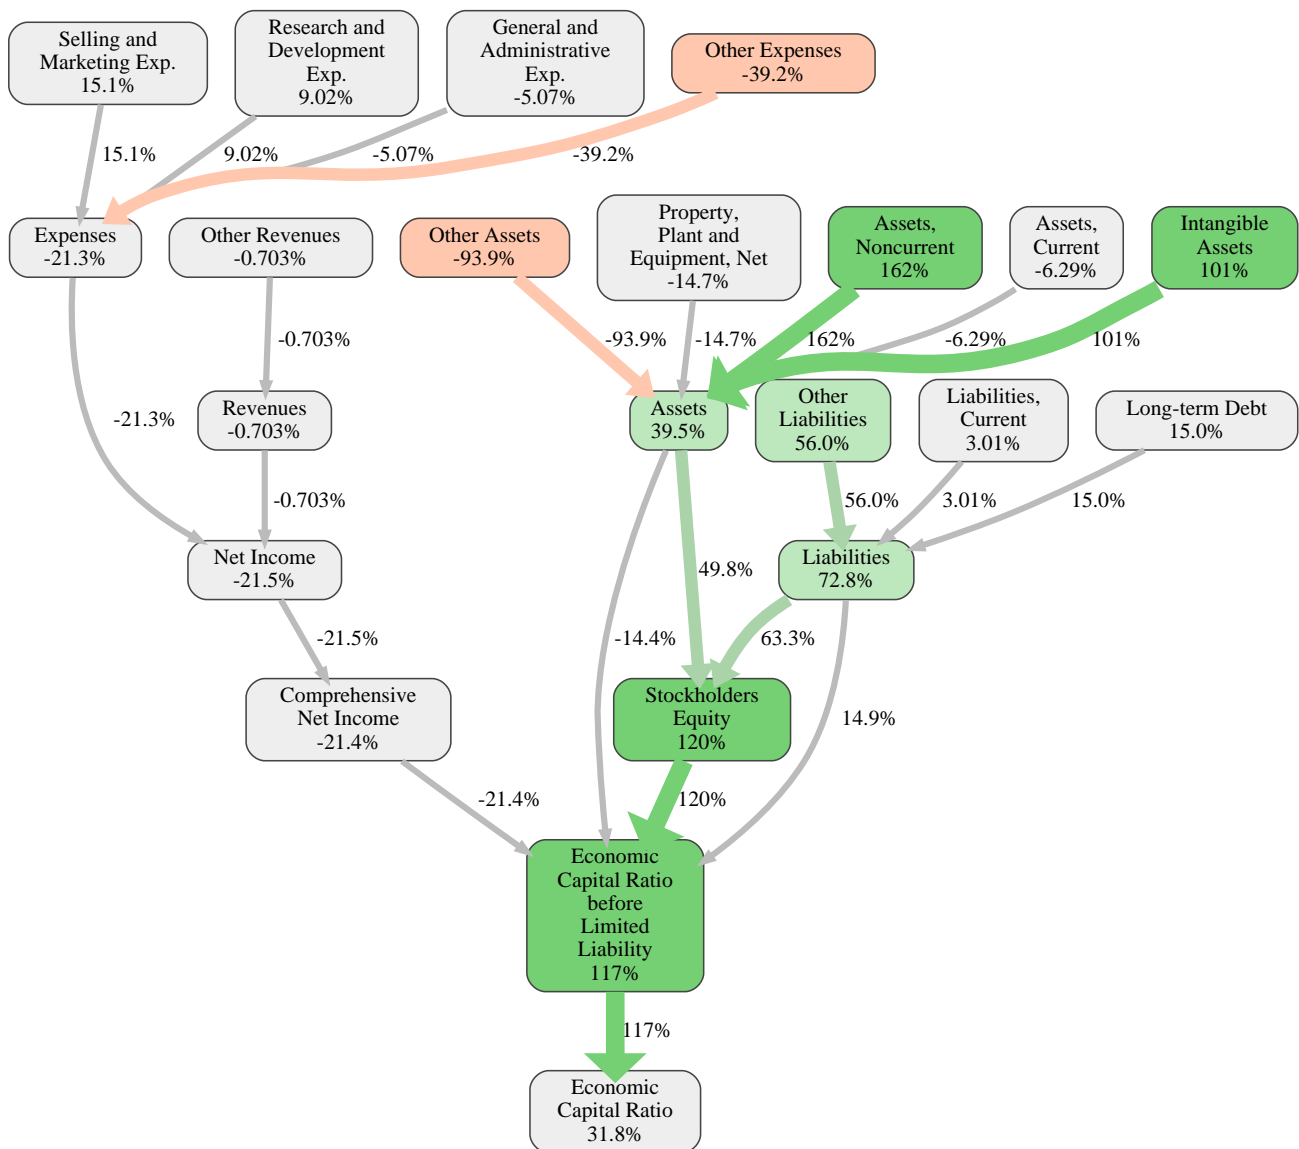 Selling and
Marketing Exp.
15.1%
Research and
Development
Exp.
9.02%
General and
Administrative
Exp.
-5.07%
Other Expenses
-39.2%
15.1%
9.02%
-5.07%
-39.2%
Expenses
-21.3%
Other Revenues
-0.703%
Other Assets
-93.9%
Property,
Plant and
Equipment, Net
-14.7%
Assets,
Noncurrent
162%
Assets,
Current
-6.29%
Intangible
Assets
101%
-0.703%
-93.9%
-14.7%
162%
-6.29%
101%
-21.3%
Revenues
-0.703%
Assets
39.5%
Other
Liabilities
56.0%
Liabilities,
Current
3.01%
Long-term Debt
15.0%
-0.703%
56.0%
3.01%
15.0%
Net Income
-21.5%
49.8%
Liabilities
72.8%
-21.5%
-14.4%
63.3%
Comprehensive
Net Income
-21.4%
Stockholders
Equity
120%
14.9%
-21.4%
120%
Economic
Capital Ratio
before
Limited
Liability
117%
117%
Economic
Capital Ratio
31.8%